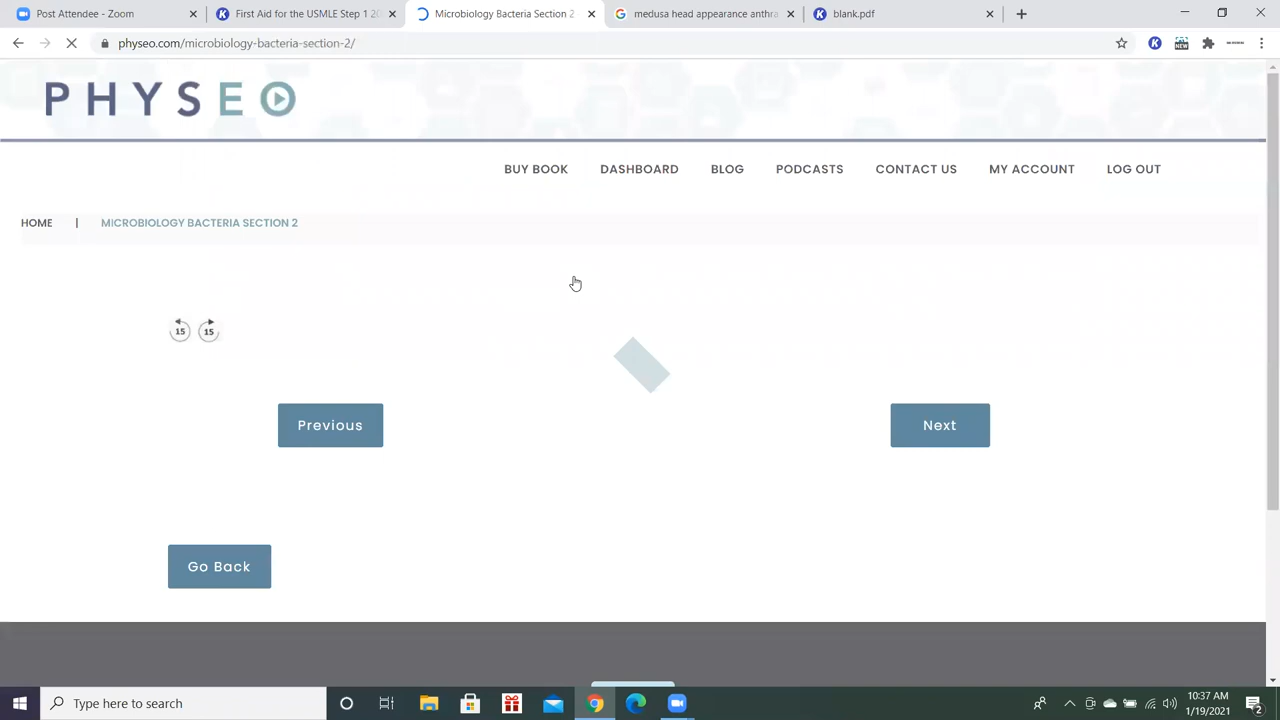 Post Attendee - Zoom
First Aid for the USMLE Step 1 20
Microbiology Bacteria Section 2
medusa head appearance anthra
blank.pdf
physeo.com/microbiology-bacteria-section-2/
NEW
PHYSEO
BUY BOOK
DASHBOARD
BLOG
PODCASTS
CONTACT US
MY ACCOUNT
LOG OUT
HOME | MICROBIOLOGY BACTERIA SECTION 2
15 15
Previous
Next
Go Back
Type here to search
10:37 AM
1/19/2021
2